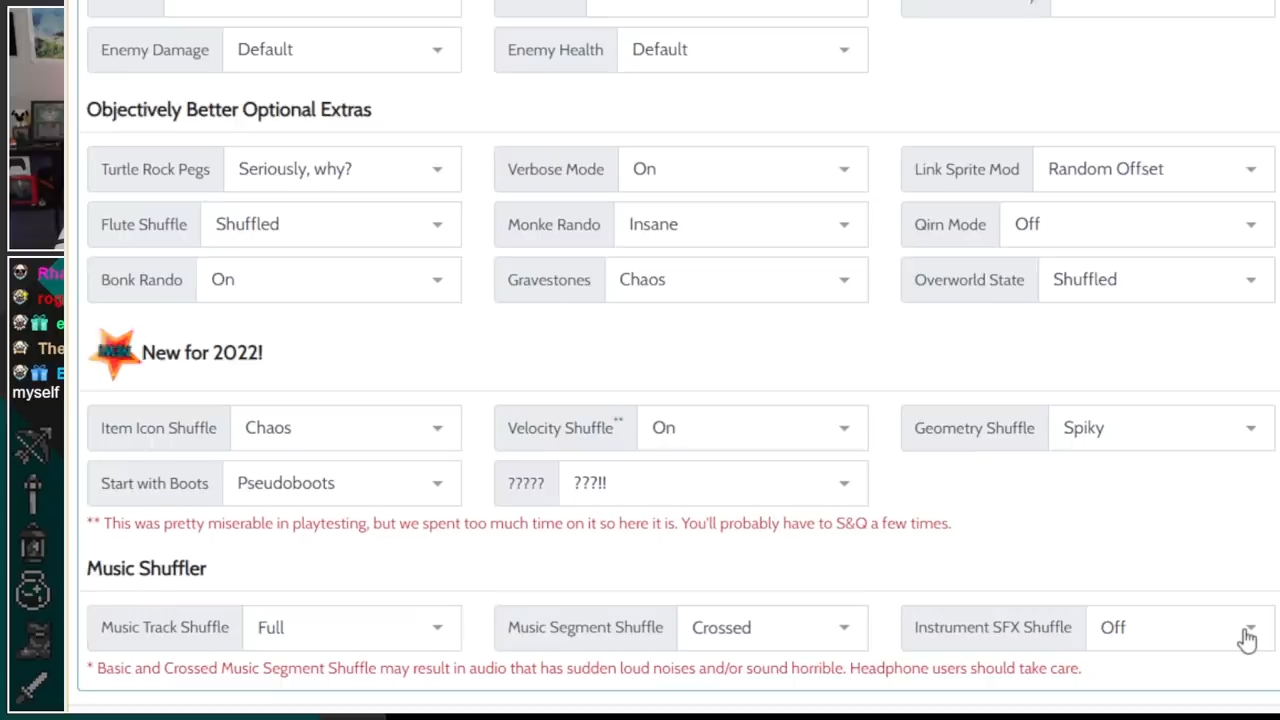 Enemy Damage Default Enemy Health Default
Objectively Better Optional Extras
Turtle Rock Pegs Seriously, why? Verbose Mode On Link Sprite Mod Random Offset
Flute Shuffle Shuffled Monke Rando Insane Qirn Mode Off
Bonk Rando On Gravestones Chaos Overworld State Shuffled
New for 2022!
Item Icon Shuffle Chaos Velocity Shuffle** On Geometry Shuffle Spiky
Start with Boots Pseudoboots ????? ???!!
** This was pretty miserable in playtesting, but we spent too much time on it so here it is. You'll probably have to S&Q a few times.
Music Shuffler
Music Track Shuffle Full Music Segment Shuffle Crossed Instrument SFX Shuffle Off
* Basic and Crossed Music Segment Shuffle may result in audio that has sudden loud noises and/or sound horrible. Headphone users should take care.
Rha
rog
e
The
E
myself